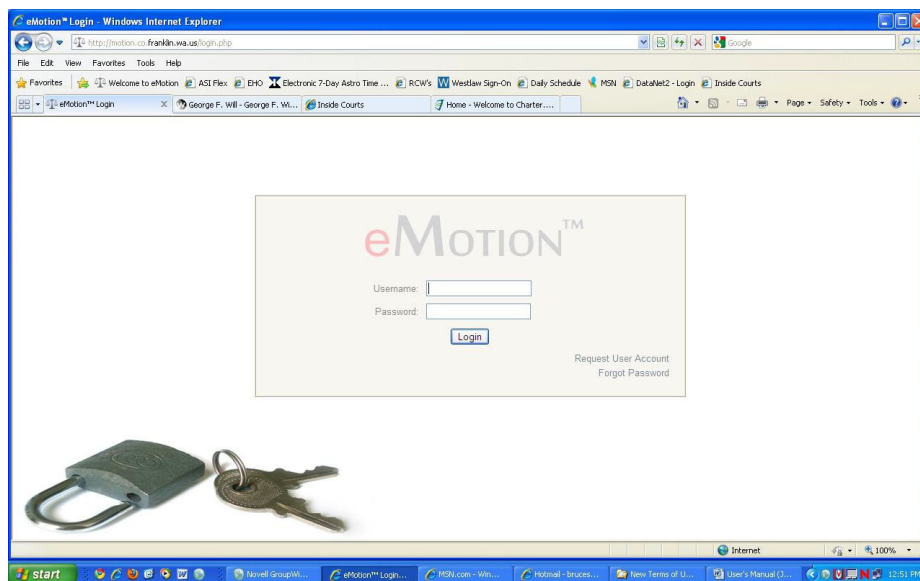 eMotion™ Login - Windows Internet Explorer
http://motion.co.franklin.wa.us/login.php
Google
File Edit View Favorites Tools Help
Favorites Welcome to eMotion ASI Flex EHO Electronic 7-Day Astro Time ... RCW's Westlaw Sign-On Daily Schedule MSN DataNet2 - Login Inside Courts
eMotion™ Login George F. Will - George F. Wi... Inside Courts Home - Welcome to Charter.... Page Safety Tools
eMotion™
Username:
Password:
Login
Request User Account
Forgot Password
Internet 100%
start Novell GroupWi... eMotion™ Login... MSN.com - Win... Hotmail - bruces... New Terms of U... User's Manual (J... 12:51 PM